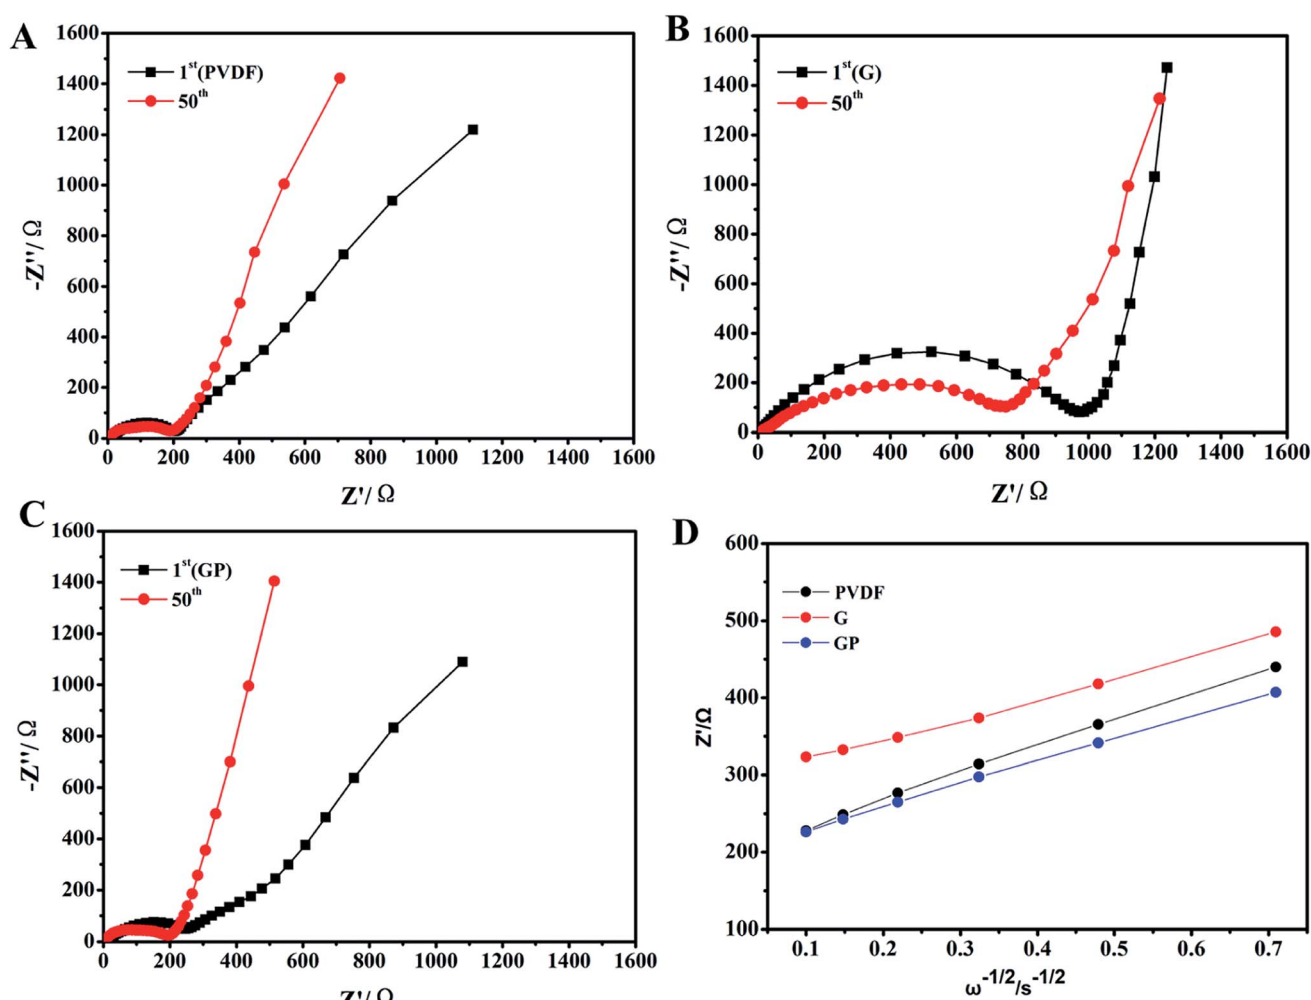 A
1600
1400
1200
1000
800
600
400
200
0
-Z''/ Ω
1st(PVDF)
50th
0 200 400 600 800 1000 1200 1400 1600
Z'/ Ω
B
1600
1400
1200
1000
800
600
400
200
0
-Z''/ Ω
1st(G)
50th
0 200 400 600 800 1000 1200 1400 1600
Z'/ Ω
C
1600
1400
1200
1000
800
600
400
200
0
-Z''/ Ω
1st(GP)
50th
0 200 400 600 800 1000 1200 1400 1600
Z'/ Ω
D
600
500
400
300
200
100
Z'/Ω
PVDF
G
GP
0.1 0.2 0.3 0.4 0.5 0.6 0.7
ω-1/2/s-1/2